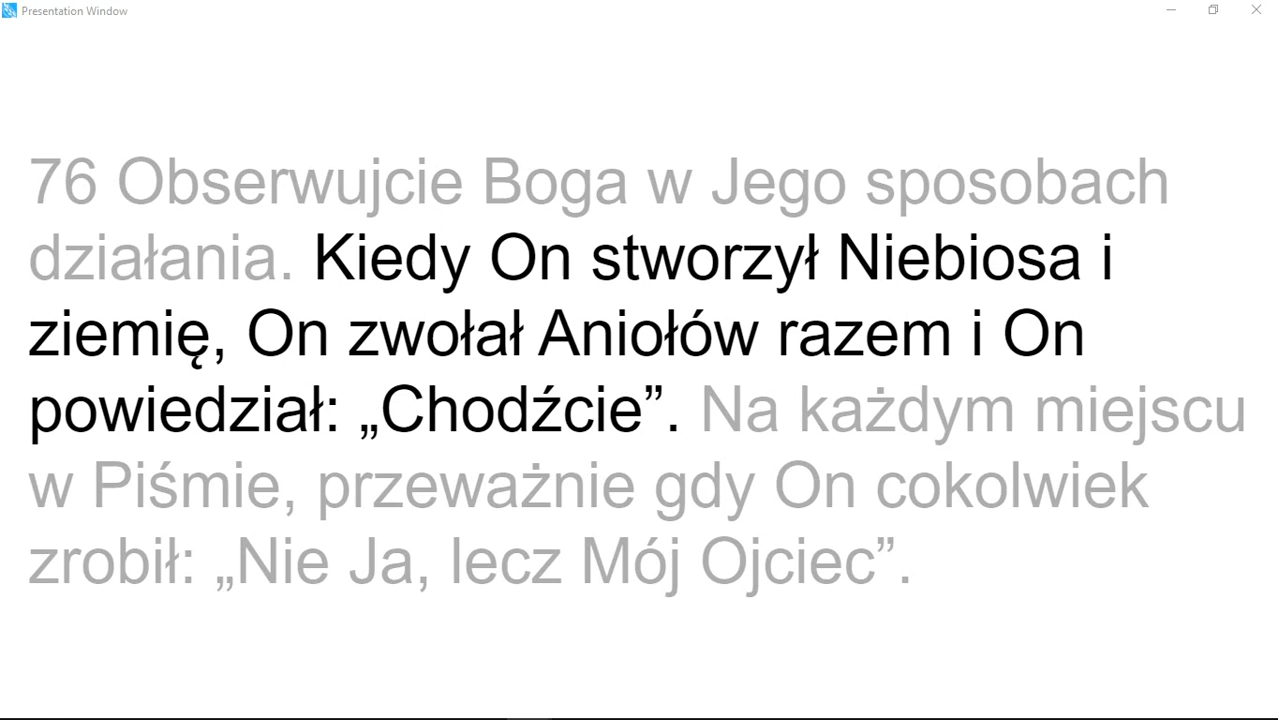 Presentation Window
76 Obserwujcie Boga w Jego sposobach
działania. Kiedy On stworzył Niebiosa i
ziemię, On zwołał Aniołów razem i On
powiedział: „Chodźcie”. Na każdym miejscu
w Piśmie, przeważnie gdy On cokolwiek
zrobił: „Nie Ja, lecz Mój Ojciec”.